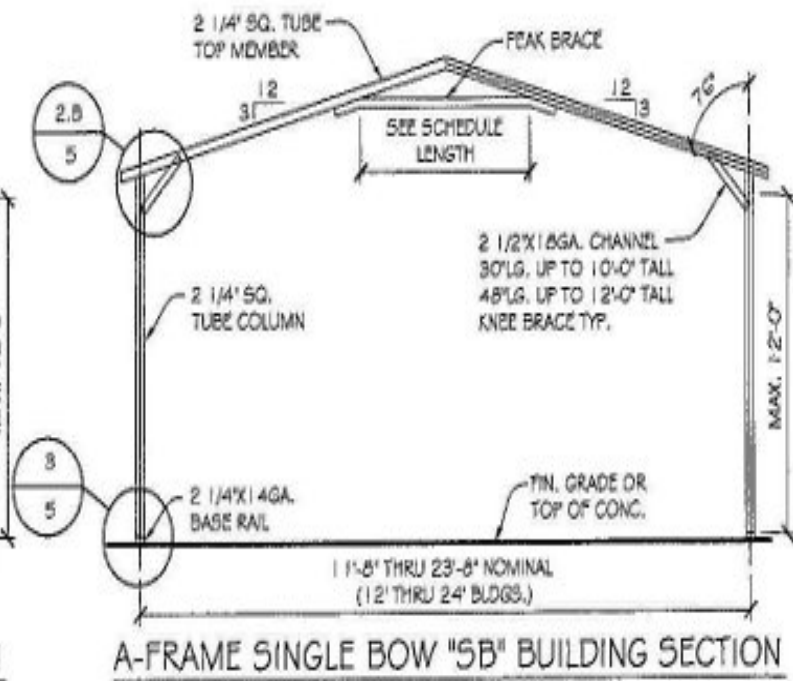 2 1/4" SQ. TUBE
TOP MEMBER
PEAK BRACE
12
3
12
3
76°
2.B
5
SEE SCHEDULE
LENGTH
2 1/2"X18GA. CHANNEL
30"LG. UP TO 10'-0" TALL
48"LG. UP TO 12'-0" TALL
KNEE BRACE TYP.
2 1/4" SQ.
TUBE COLUMN
MAX. 12'-0"
3
5
2 1/4"X14GA.
BASE RAIL
FIN. GRADE OR
TOP OF CONC.
11'-8" THRU 23'-8" NOMINAL
(12' THRU 24' BLDGS.)
A-FRAME SINGLE BOW "SB" BUILDING SECTION